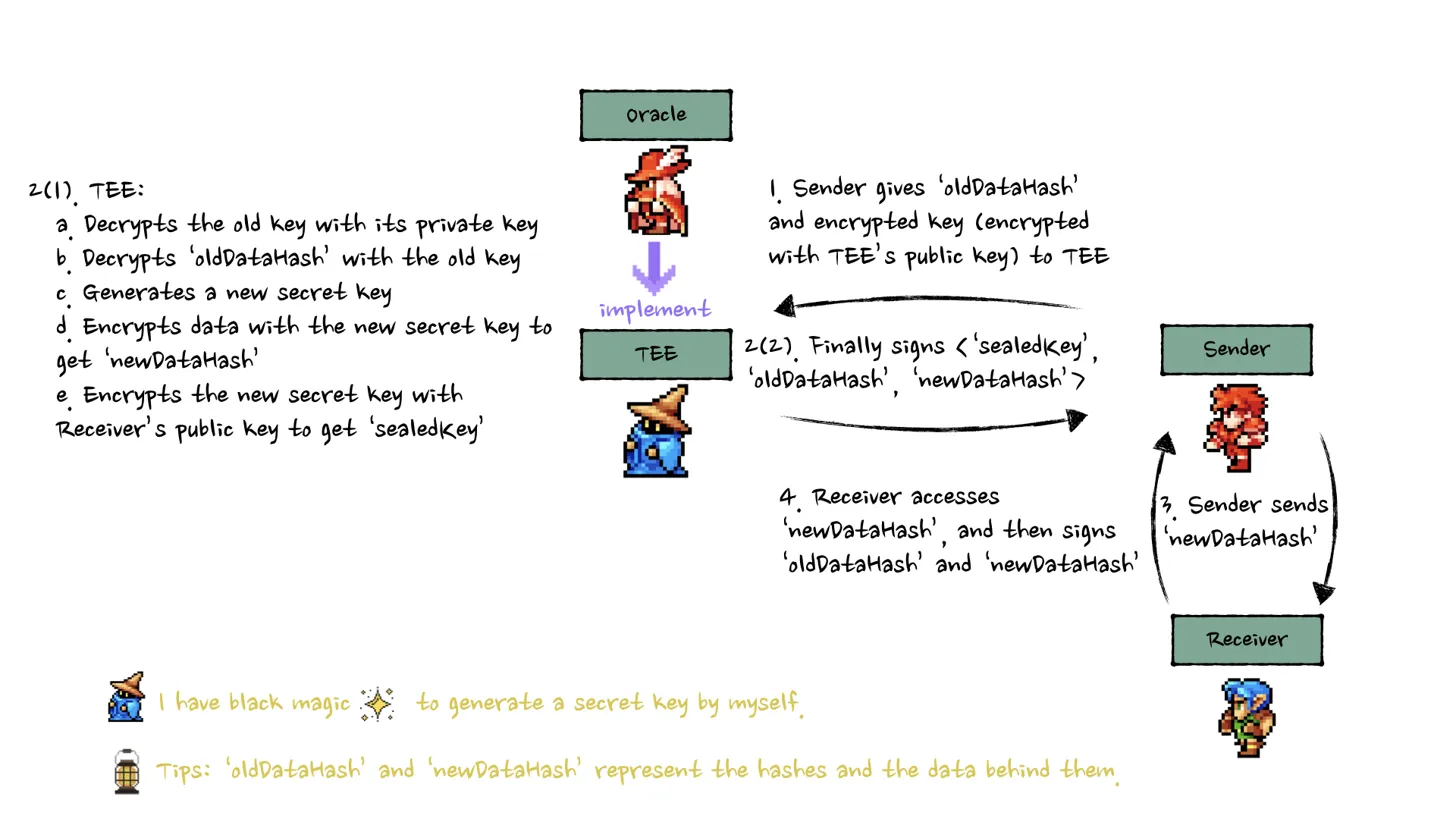 Oracle
implement
TEE
2(1). TEE:
a. Decrypts the old key with its private key
b. Decrypts 'oldDataHash' with the old key
c. Generates a new secret key
d. Encrypts data with the new secret key to
get 'newDataHash'
e. Encrypts the new secret key with
Receiver's public key to get 'sealedKey'
1. Sender gives 'oldDataHash'
and encrypted key (encrypted
with TEE's public key) to TEE
2(2). Finally signs <'sealedKey',
'oldDataHash', 'newDataHash'>
Sender
3. Sender sends
'newDataHash'
4. Receiver accesses
'newDataHash', and then signs
'oldDataHash' and 'newDataHash'
Receiver
I have black magic to generate a secret key by myself.
Tips: 'oldDataHash' and 'newDataHash' represent the hashes and the data behind them.